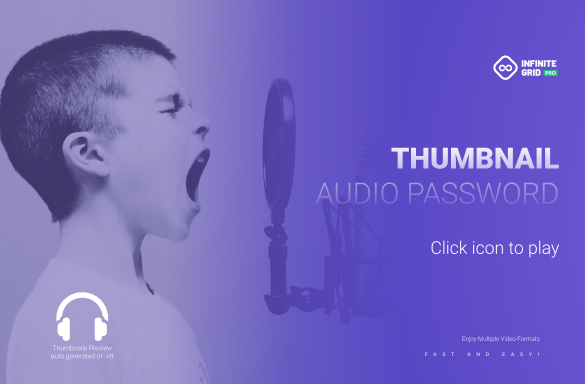 INFINITE
GRID PRO
THUMBNAIL
AUDIO PASSWORD
Click icon to play
Thumbnails Preview
auto generated or .vtt
Enjoy Multiple Video Formats
FAST AND EASY!